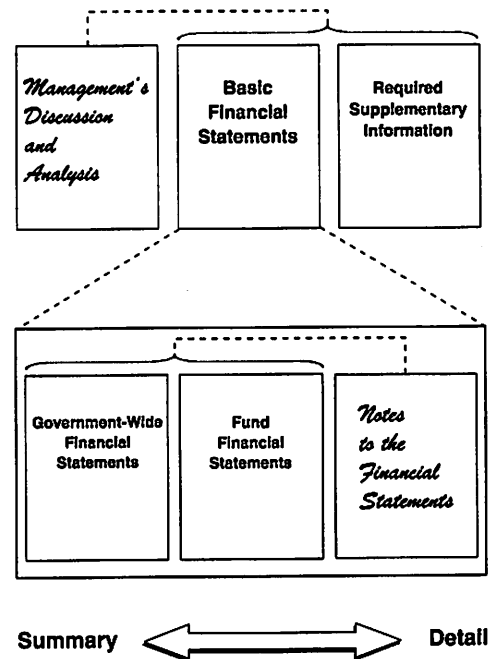 Management's
Discussion
and
Analysis
Basic
Financial
Statements
Required
Supplementary
Information
Government-Wide
Financial
Statements
Fund
Financial
Statements
Notes
to the
Financial
Statements
Summary
Detail